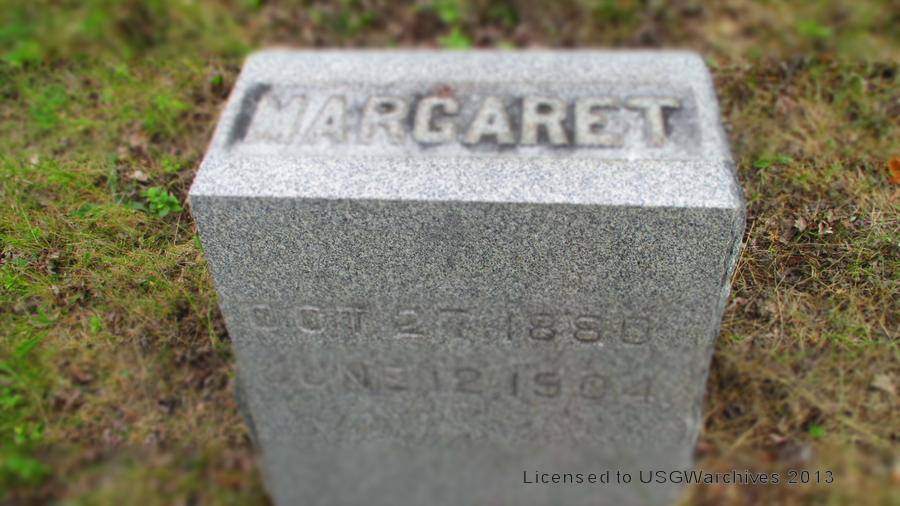 MARGARET
OCT 27 1880
JUNE 12, 1904
Licensed to USGWarchives 2013